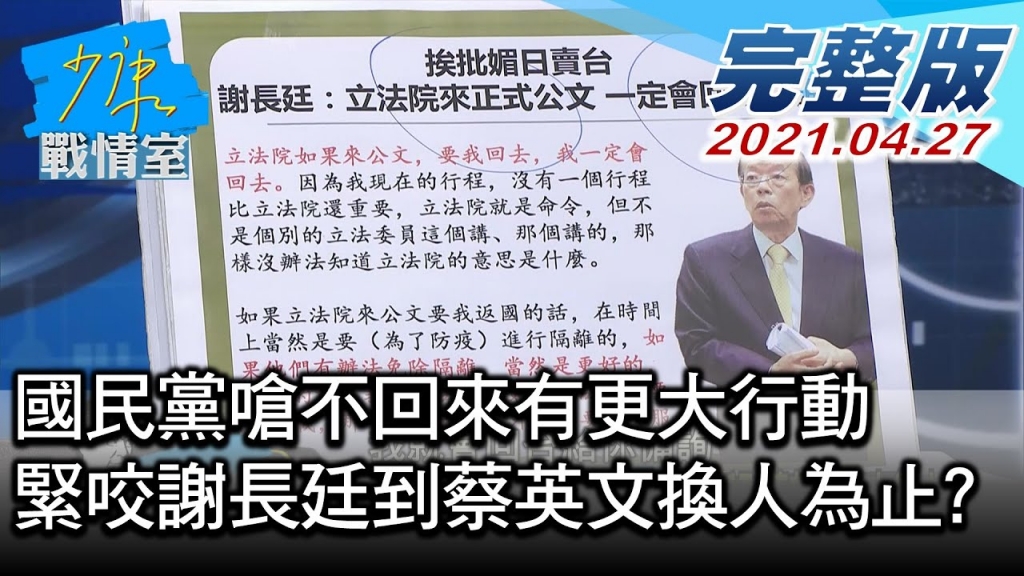 少康
戰情室
完整版
2021.04.27
挨批媚日賣台
謝長廷：立法院來正式公文 一定會回
立法院如果來公文，要我回去，我一定會
回去。因為我現在的行程，沒有一個行程
比立法院還重要，立法院就是命令，但不
是個別的立法委員這個講、那個講的，那
樣沒辦法知道立法院的意思是什麼。
如果立法院來公文要我返國的話，在時間
上當然是要（為了防疫）進行隔離的，如
果他們有辦法免除隔離，當然是更好的
國民黨嗆不回來有更大行動
緊咬謝長廷到蔡英文換人為止?